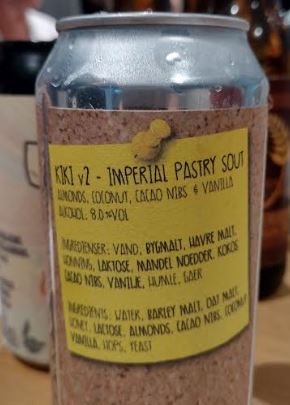 KIKI v2 - IMPERIAL PASTRY SOUT
ALMONDS, COCONUT, CACAO NIBS & VANILLA
ALKOHOL: 8.0%VOL
INGREDIENSER: VAND, BYGMALT, HAVRE MALT,
HONNING, LAKTOSE, MANDEL NOEDDER, KOKOS
CACAO NIBS, VANILJE, HUMLE, GAER
INGREDIENTS: WATER, BARLEY MALT, OAT MALT,
HONEY, LACTOSE, ALMONDS, CACAO NIBS, COCONUT
VANILLA, HOPS, YEAST